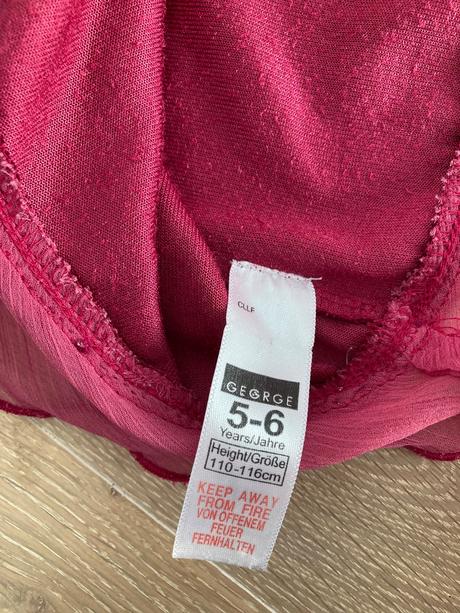 CLLF
GEORGE
5-6
Years/Jahre
Height/Größe
110-116cm
KEEP AWAY
FROM FIRE
VON OFFENEM
FEUER
FERNHALTEN